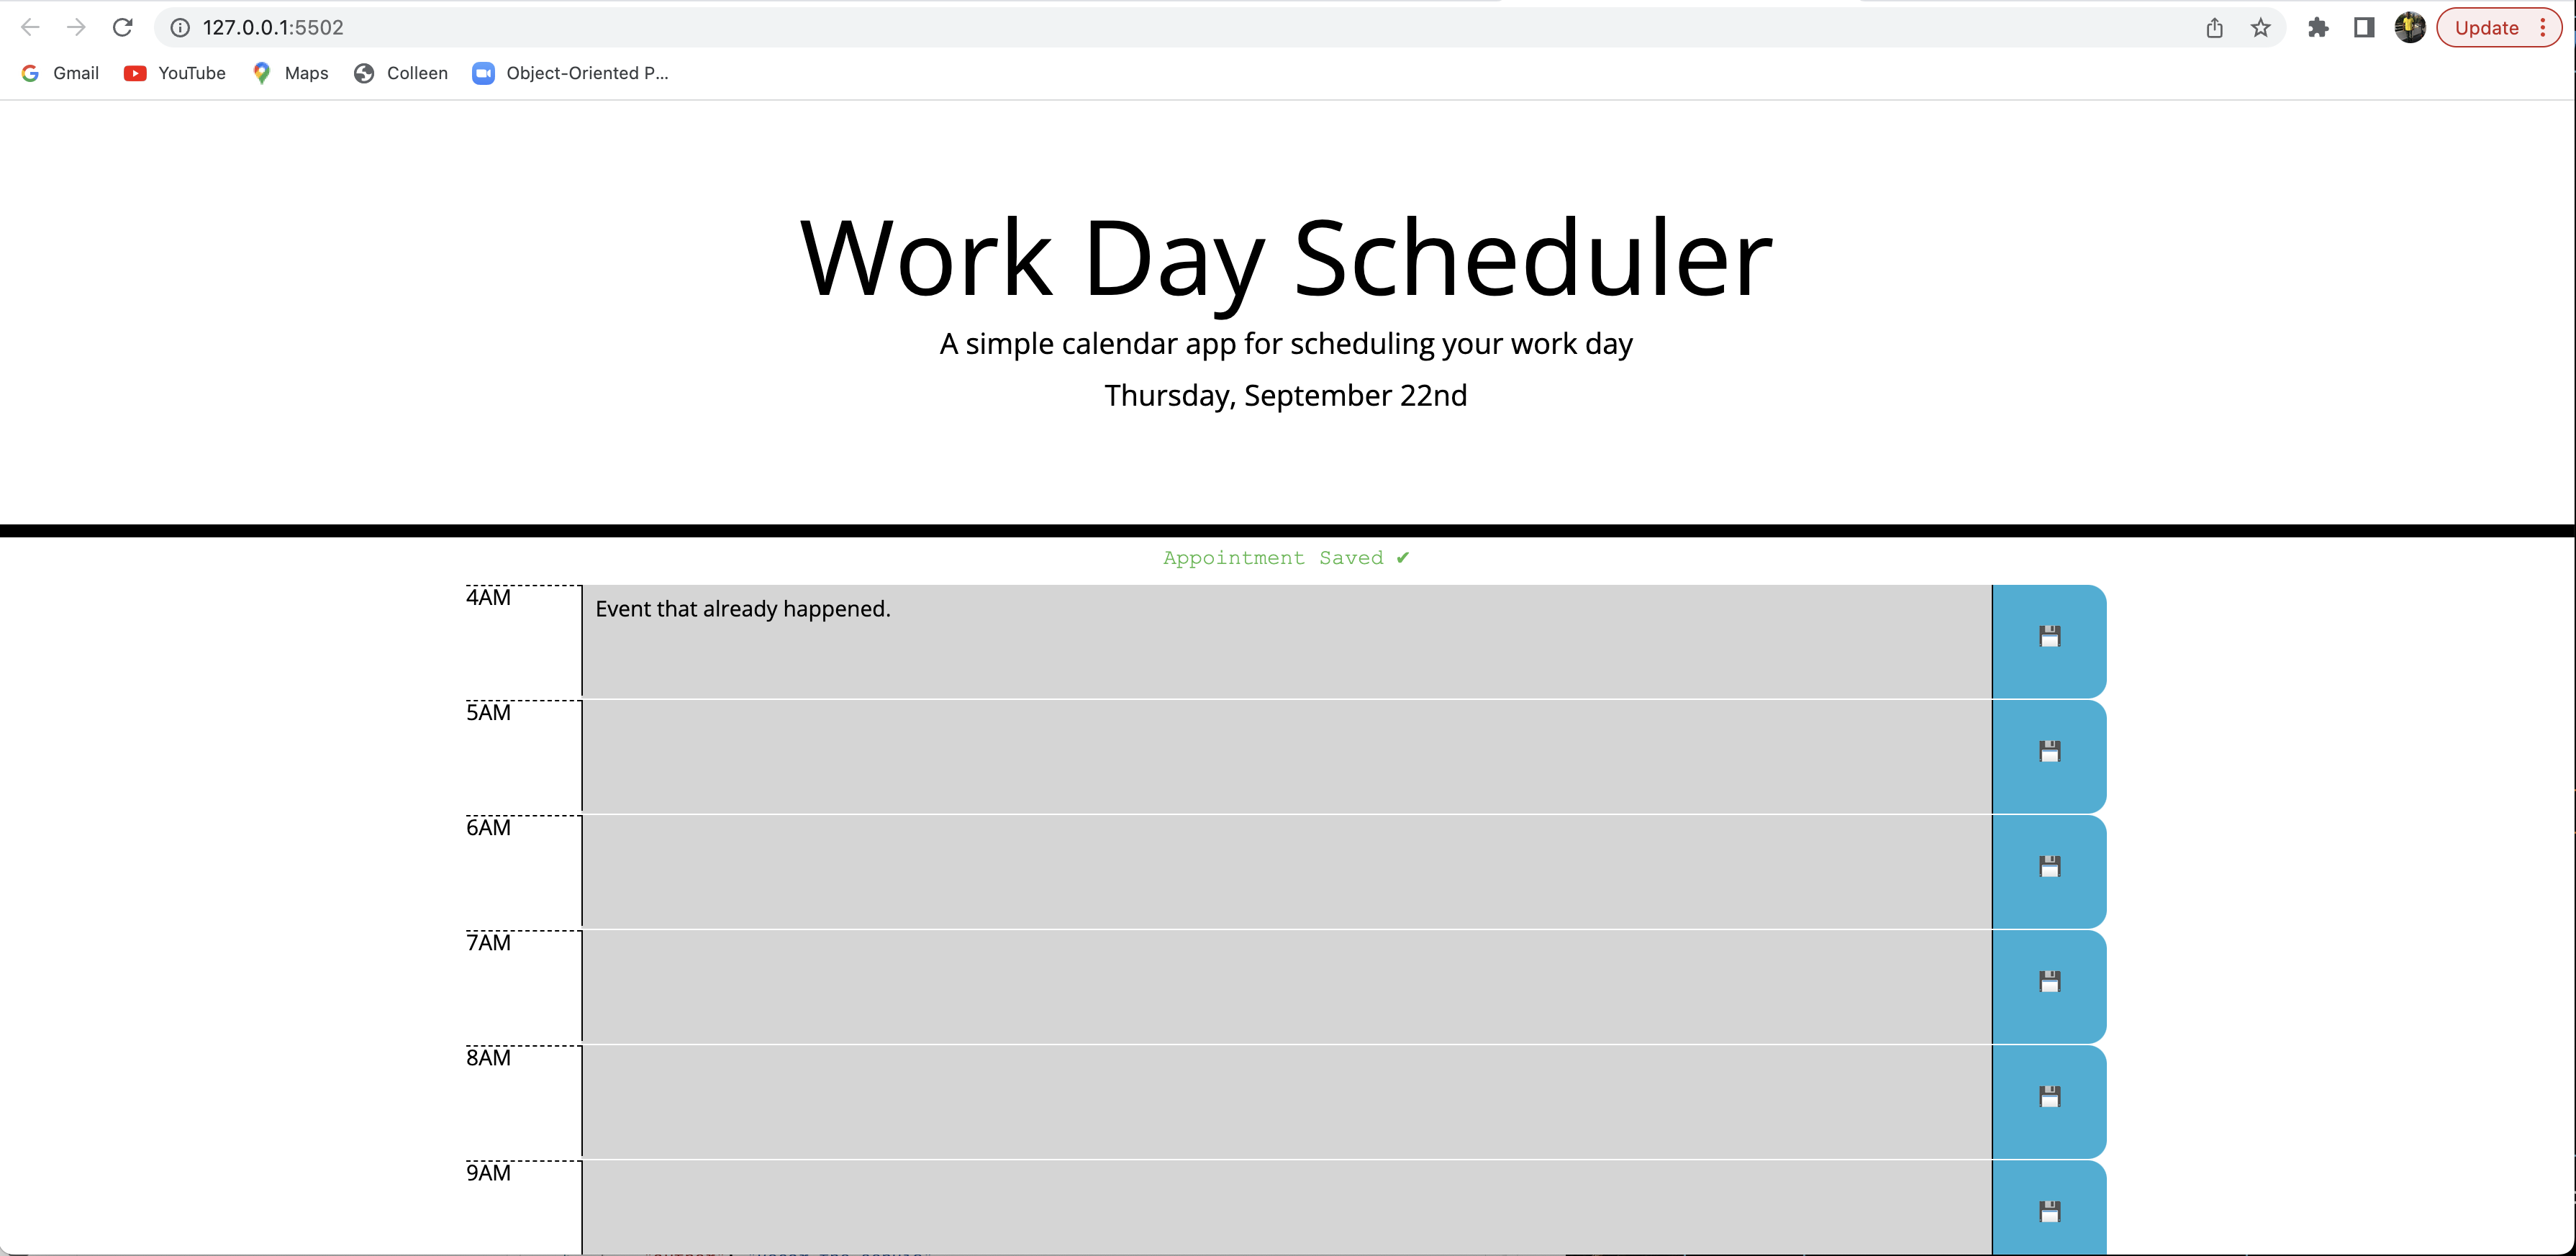 127.0.0.1:5502
Update
Gmail
YouTube
Maps
Colleen
Object-Oriented P...
Work Day Scheduler
A simple calendar app for scheduling your work day
Thursday, September 22nd
Appointment Saved ✔
4AM
Event that already happened.
5AM
6AM
7AM
8AM
9AM